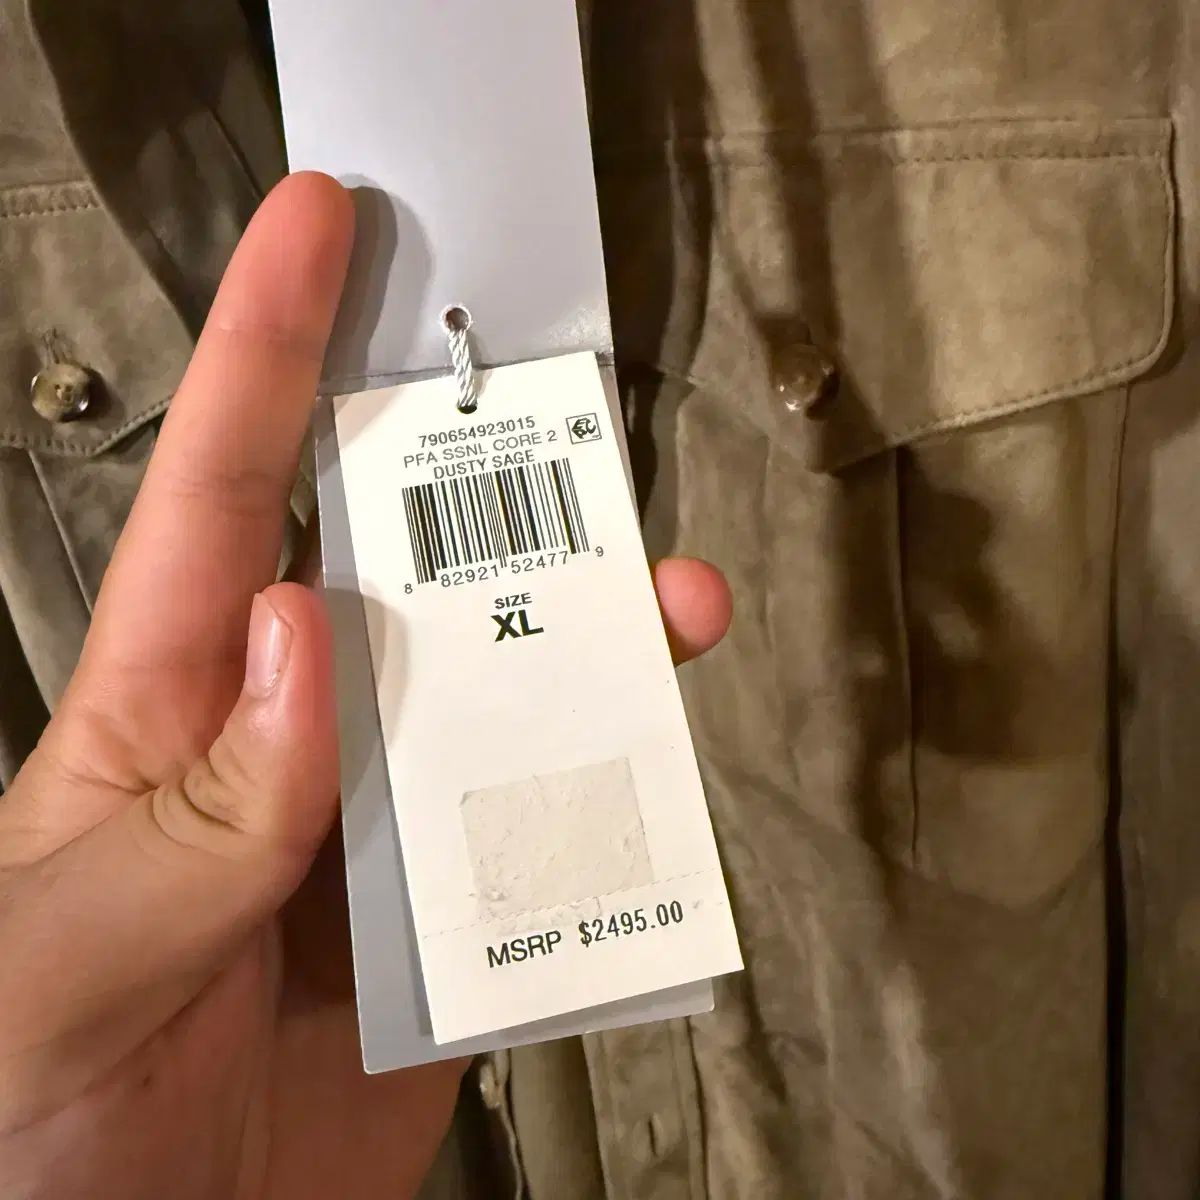 790654923015
PFA SSNL CORE 2
DUSTY SAGE
8 82921 52477 9
SIZE
XL
MSRP $2495.00